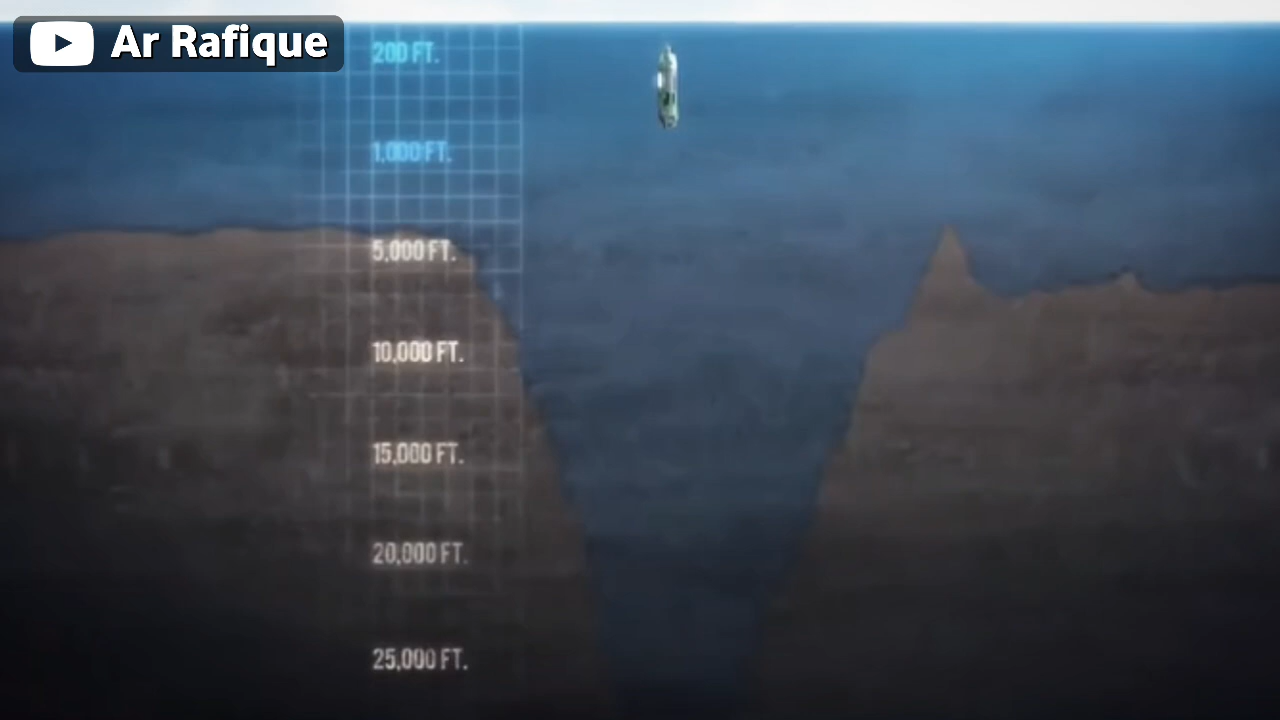 Ar Rafique
200 FT.
1,000 FT.
5,000 FT.
10,000 FT.
15,000 FT.
20,000 FT.
25,000 FT.